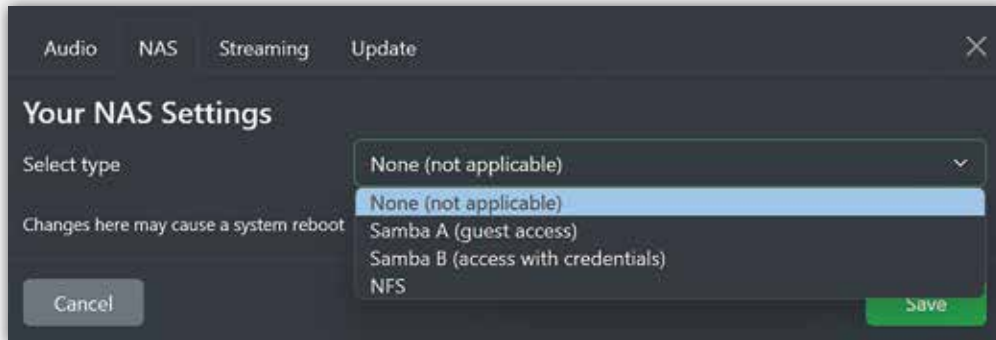 Audio NAS Streaming Update
Your NAS Settings
Select type None (not applicable)
None (not applicable)
Changes here may cause a system reboot
Samba A (guest access)
Samba B (access with credentials)
NFS
Cancel Save